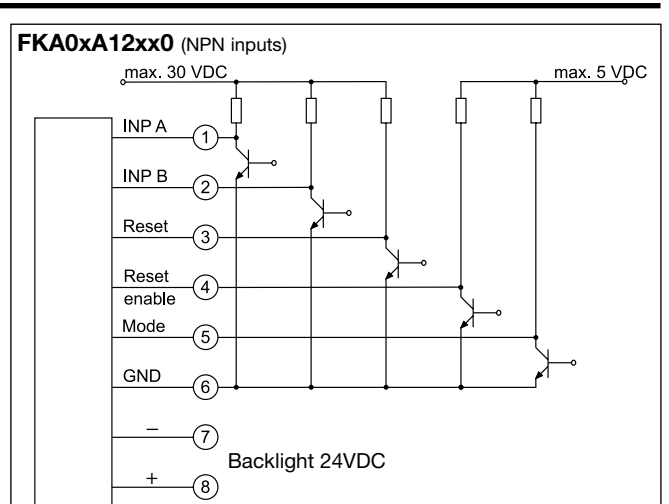 FKA0xA12xx0 (NPN inputs)
max. 30 VDC
max. 5 VDC
INP A
1
INP B
2
Reset
3
Reset
enable
4
Mode
5
GND
6
–
7
Backlight 24VDC
+
8